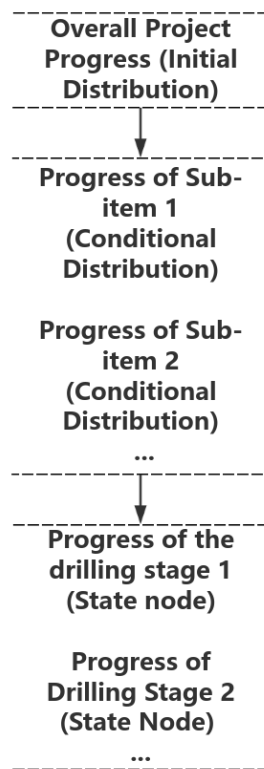 Overall Project
Progress (Initial
Distribution)
Progress of Sub-
item 1
(Conditional
Distribution)
Progress of Sub-
item 2
(Conditional
Distribution)
...
Progress of the
drilling stage 1
(State node)
Progress of
Drilling Stage 2
(State Node)
...